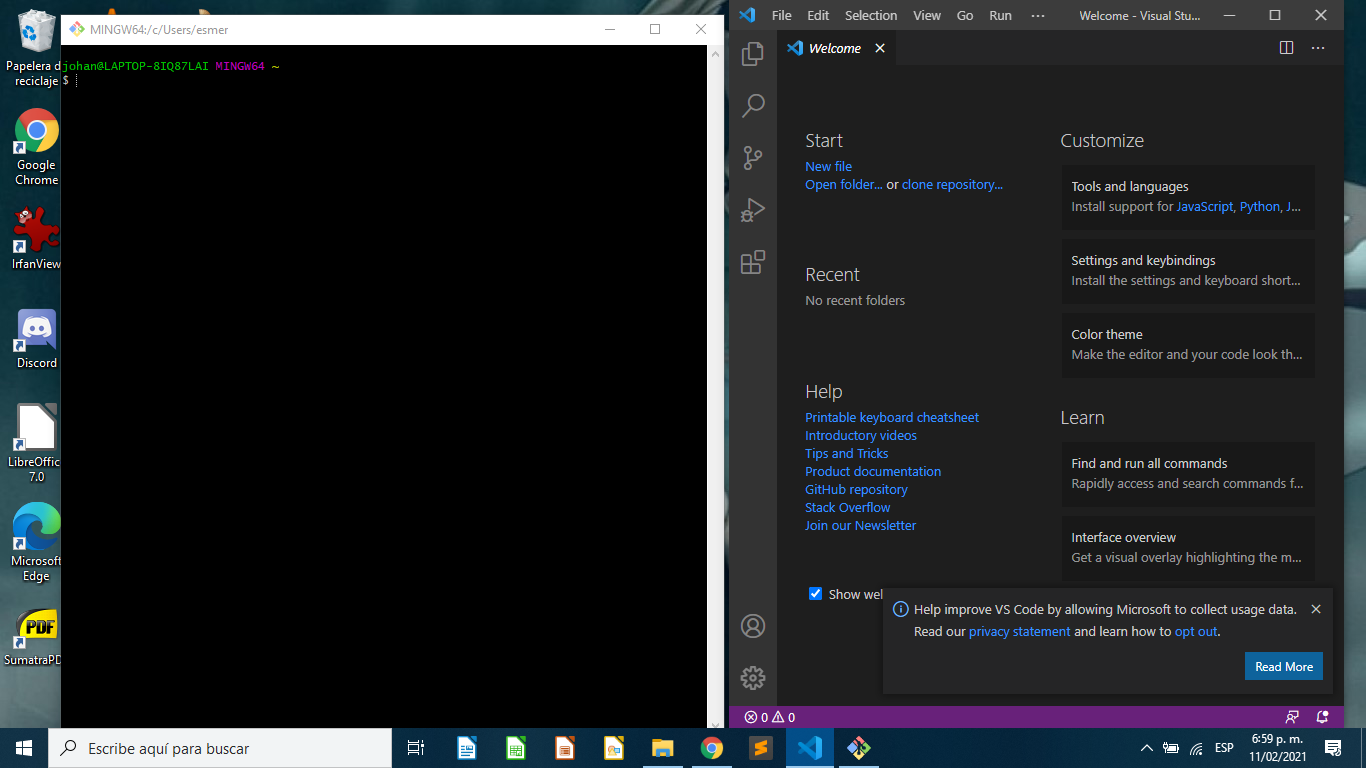 Papelera d
reciclaje
Google
Chrome
IrfanView
Discord
LibreOffic
7.0
Microsoft
Edge
PDF
SumatraPD
MINGW64:/c/Users/esmer
johan@LAPTOP-8IQ87LAI MINGW64 ~
$
File Edit Selection View Go Run ··· Welcome - Visual Stu...
Welcome
Start
New file
Open folder... or clone repository...
Recent
No recent folders
Help
Printable keyboard cheatsheet
Introductory videos
Tips and Tricks
Product documentation
GitHub repository
Stack Overflow
Join our Newsletter
Show wel
Customize
Tools and languages
Install support for JavaScript, Python, J...
Settings and keybindings
Install the settings and keyboard short...
Color theme
Make the editor and your code look th...
Learn
Find and run all commands
Rapidly access and search commands f...
Interface overview
Get a visual overlay highlighting the m...
Help improve VS Code by allowing Microsoft to collect usage data.
Read our privacy statement and learn how to opt out.
Read More
0 0
Escribe aquí para buscar
ESP
6:59 p. m.
11/02/2021